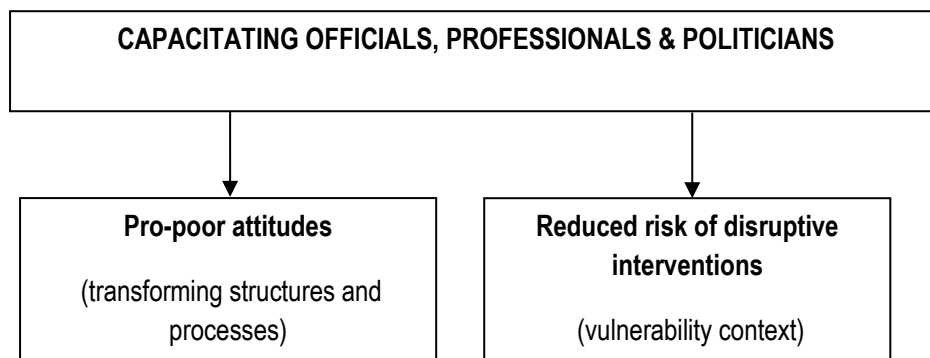 CAPACITATING OFFICIALS, PROFESSIONALS & POLITICIANS
Pro-poor attitudes
(transforming structures and
processes)
Reduced risk of disruptive
interventions
(vulnerability context)